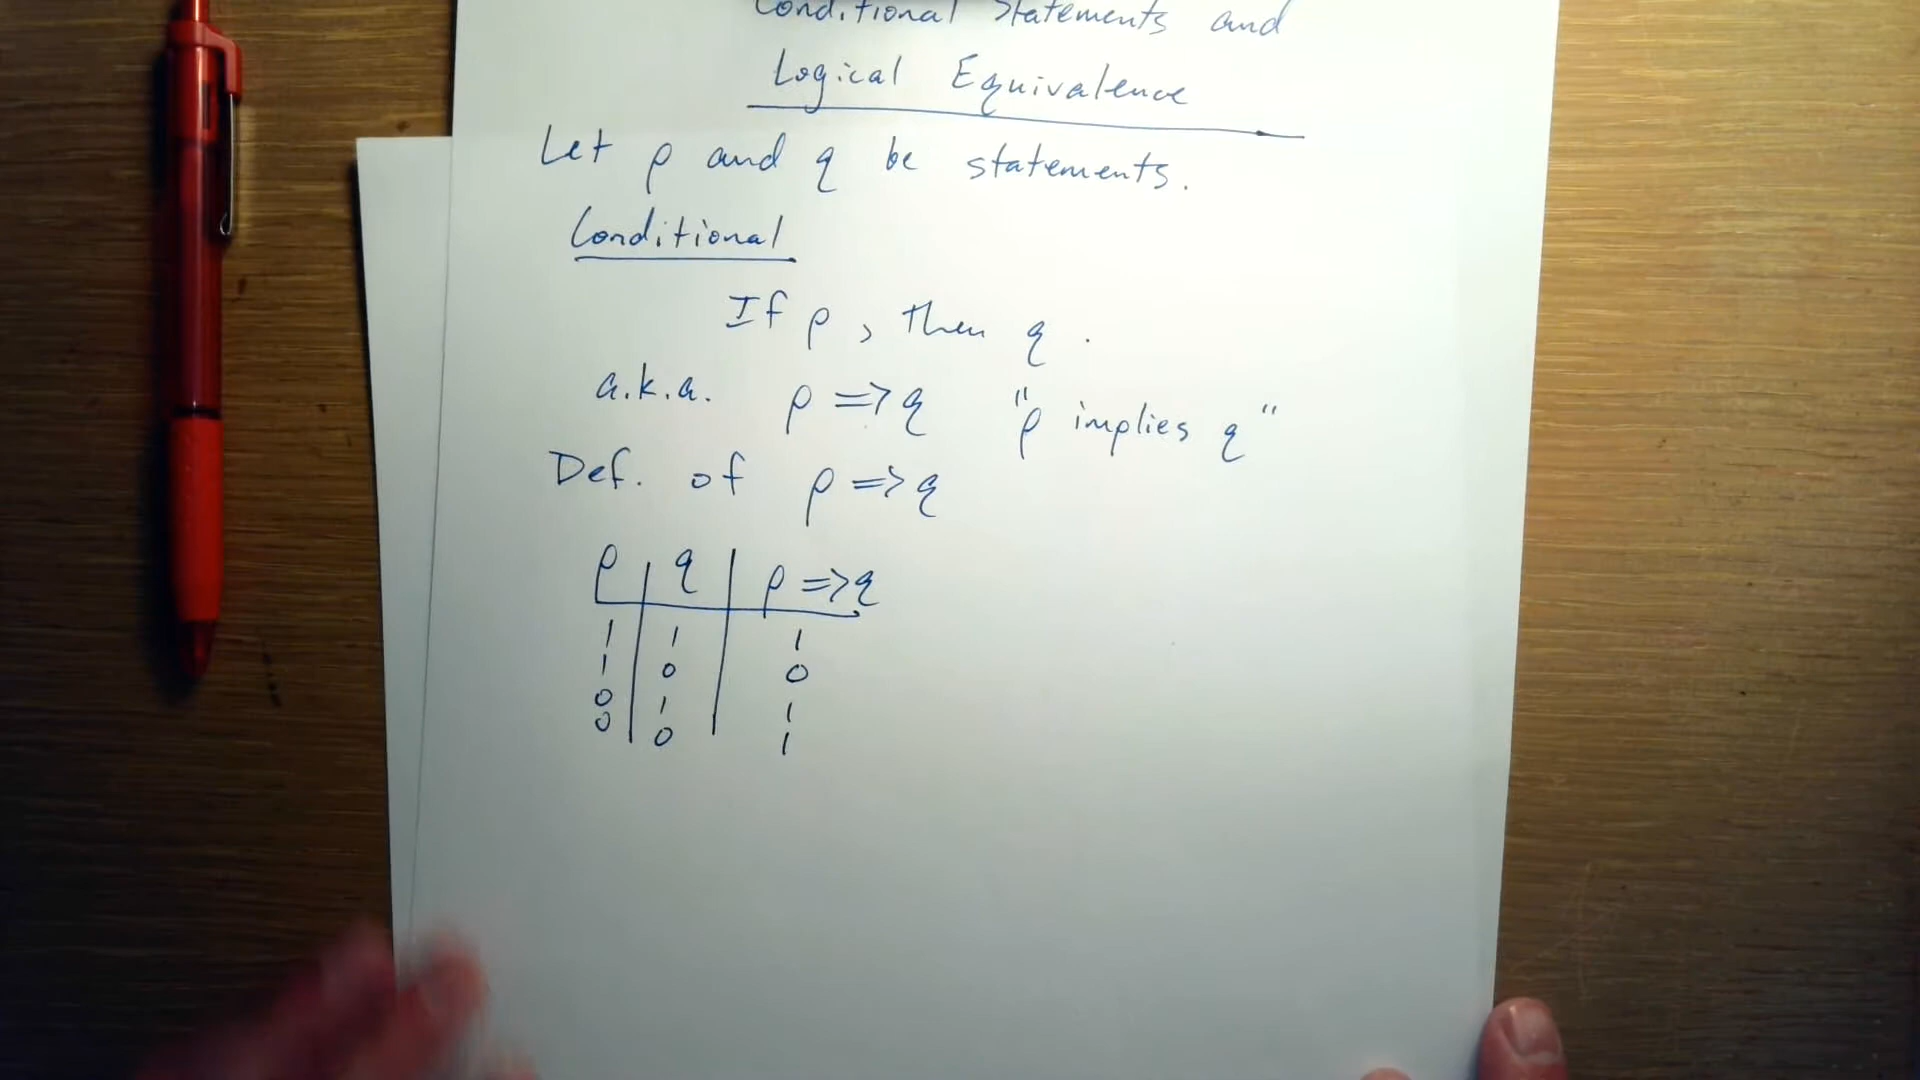 Conditional Statements and
Logical Equivalence
Let p and q be statements.
Conditional
If p, then q.
a.k.a. p => q "p implies q"
Def. of p => q
p q p => q
1 1 1
1 0 0
0 1 1
0 0 1